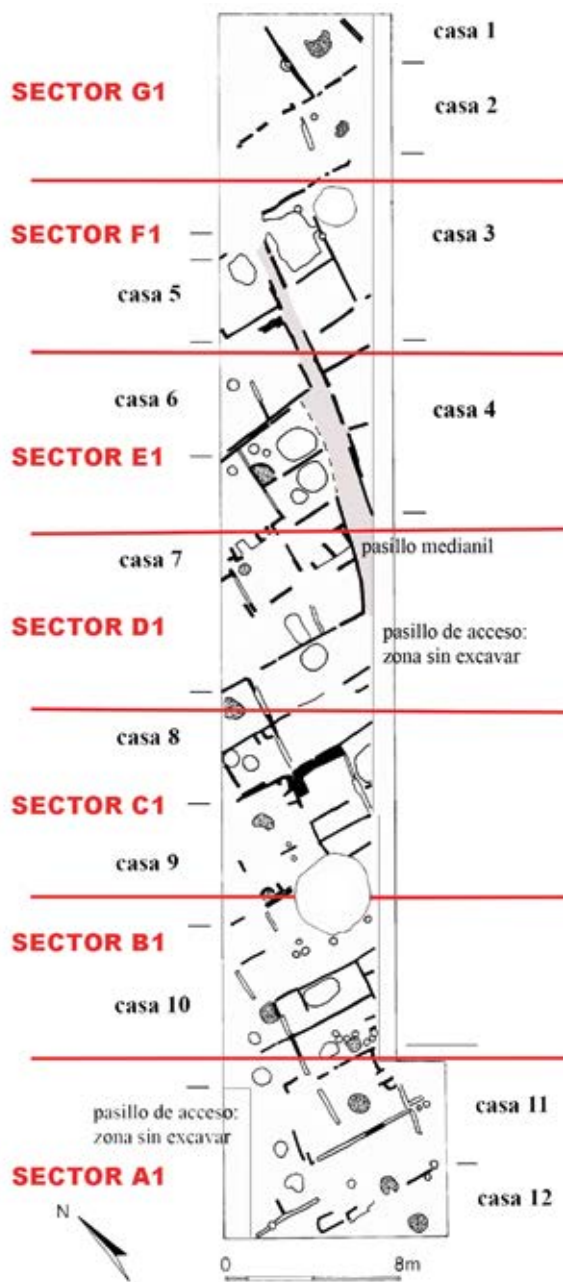 casa 1
SECTOR G1
casa 2
SECTOR F1
casa 3
casa 5
casa 6
casa 4
SECTOR E1
pasillo medianil
casa 7
SECTOR D1
pasillo de acceso:
zona sin excavar
casa 8
SECTOR C1
casa 9
SECTOR B1
casa 10
pasillo de acceso:
zona sin excavar
casa 11
SECTOR A1
casa 12
N
0
8m